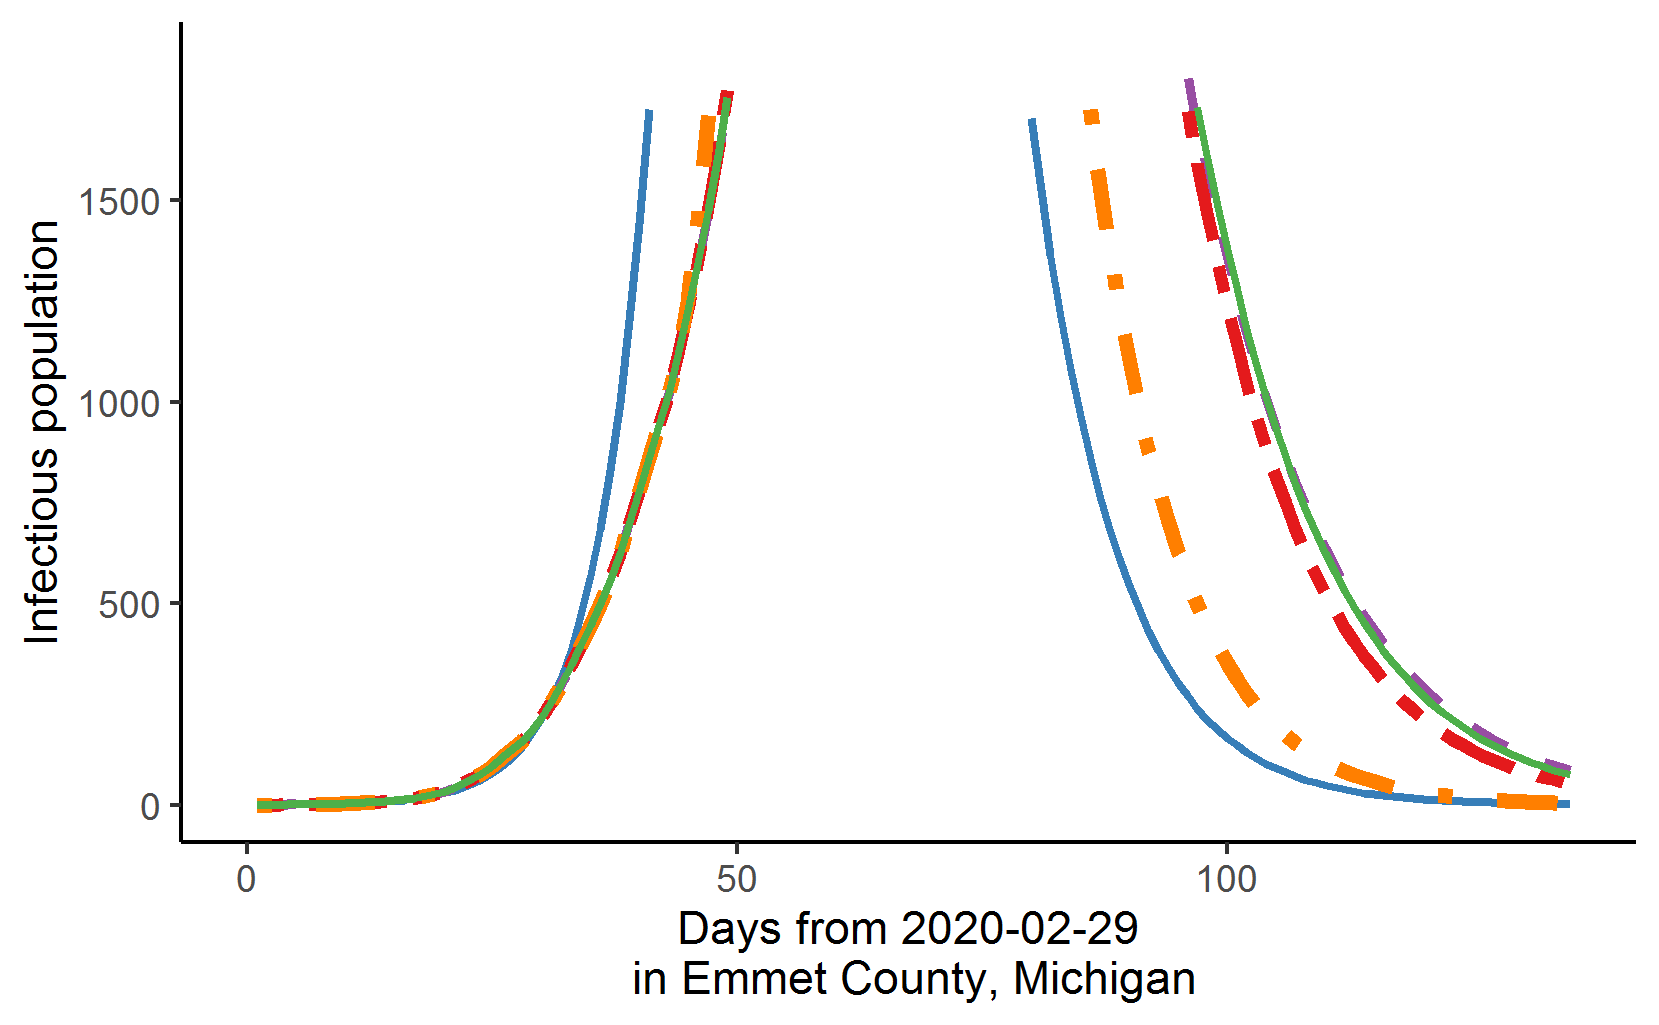 Infectious population
1500
1000
500
0
0 50 100
Days from 2020-02-29
in Emmet County, Michigan